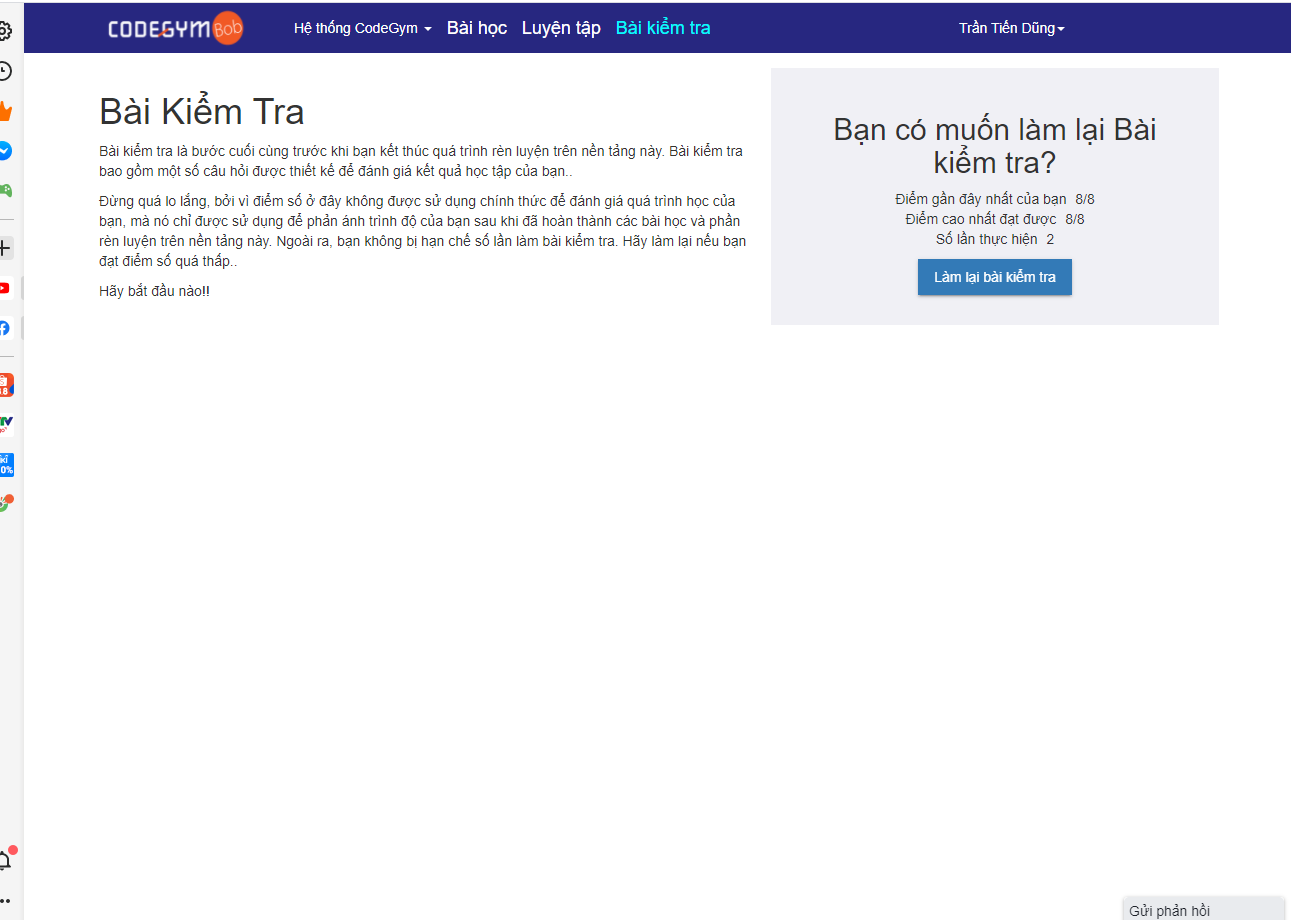 CODEGYM Bob
Hệ thống CodeGym
Bài học
Luyện tập
Bài kiểm tra
Trần Tiến Dũng
Bài Kiểm Tra
Bài kiểm tra là bước cuối cùng trước khi bạn kết thúc quá trình rèn luyện trên nền tảng này. Bài kiểm tra
bao gồm một số câu hỏi được thiết kế để đánh giá kết quả học tập của bạn..
Đừng quá lo lắng, bởi vì điểm số ở đây không được sử dụng chính thức để đánh giá quá trình học của
bạn, mà nó chỉ được sử dụng để phản ánh trình độ của bạn sau khi đã hoàn thành các bài học và phần
rèn luyện trên nền tảng này. Ngoài ra, bạn không bị hạn chế số lần làm bài kiểm tra. Hãy làm lại nếu bạn
đạt điểm số quá thấp..
Hãy bắt đầu nào!!
Bạn có muốn làm lại Bài
kiểm tra?
Điểm gần đây nhất của bạn 8/8
Điểm cao nhất đạt được 8/8
Số lần thực hiện 2
Làm lại bài kiểm tra
Gửi phản hồi